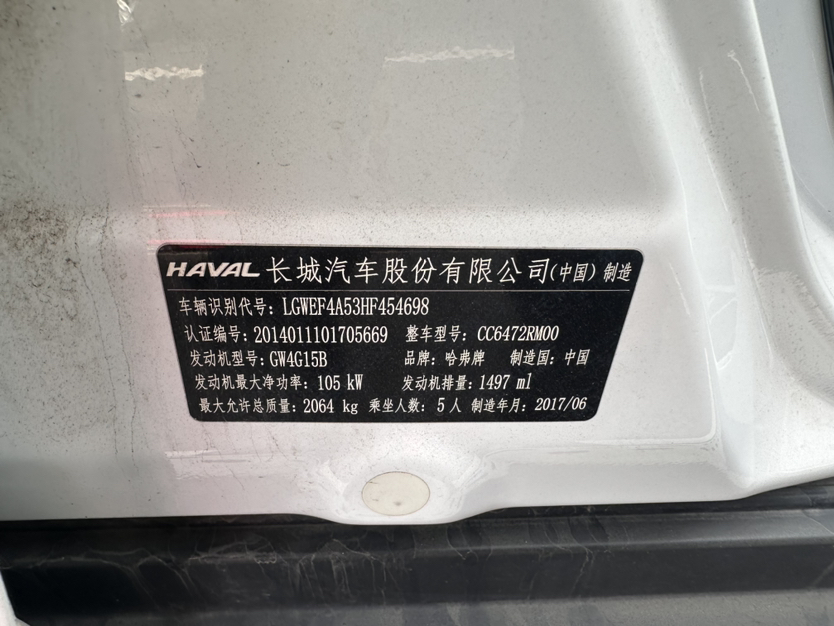 HAVAL 长城汽车股份有限公司(中国) 制造
车辆识别代号: LGWEF4A53HF454698
认证编号: 2014011101705669 整车型号: CC6472RM00
发动机型号: GW4G15B 品牌: 哈弗牌 制造国: 中国
发动机最大净功率: 105 kW 发动机排量: 1497 ml
最大允许总质量: 2064 kg 乘坐人数: 5 人 制造年月: 2017/06